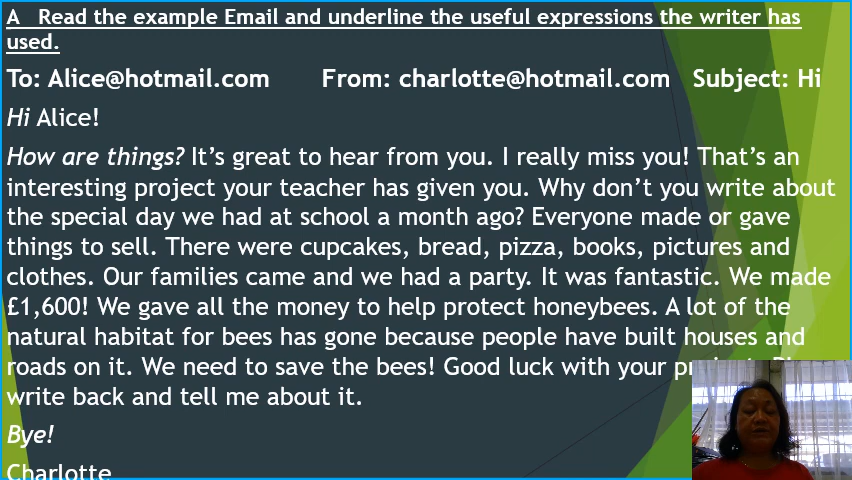 A Read the example Email and underline the useful expressions the writer has
used.
To: Alice@hotmail.com From: charlotte@hotmail.com Subject: Hi
Hi Alice!
How are things? It's great to hear from you. I really miss you! That's an
interesting project your teacher has given you. Why don't you write about
the special day we had at school a month ago? Everyone made or gave
things to sell. There were cupcakes, bread, pizza, books, pictures and
clothes. Our families came and we had a party. It was fantastic. We made
£1,600! We gave all the money to help protect honeybees. A lot of the
natural habitat for bees has gone because people have built houses and
roads on it. We need to save the bees! Good luck with your
write back and tell me about it.
Bye!
Charlotte